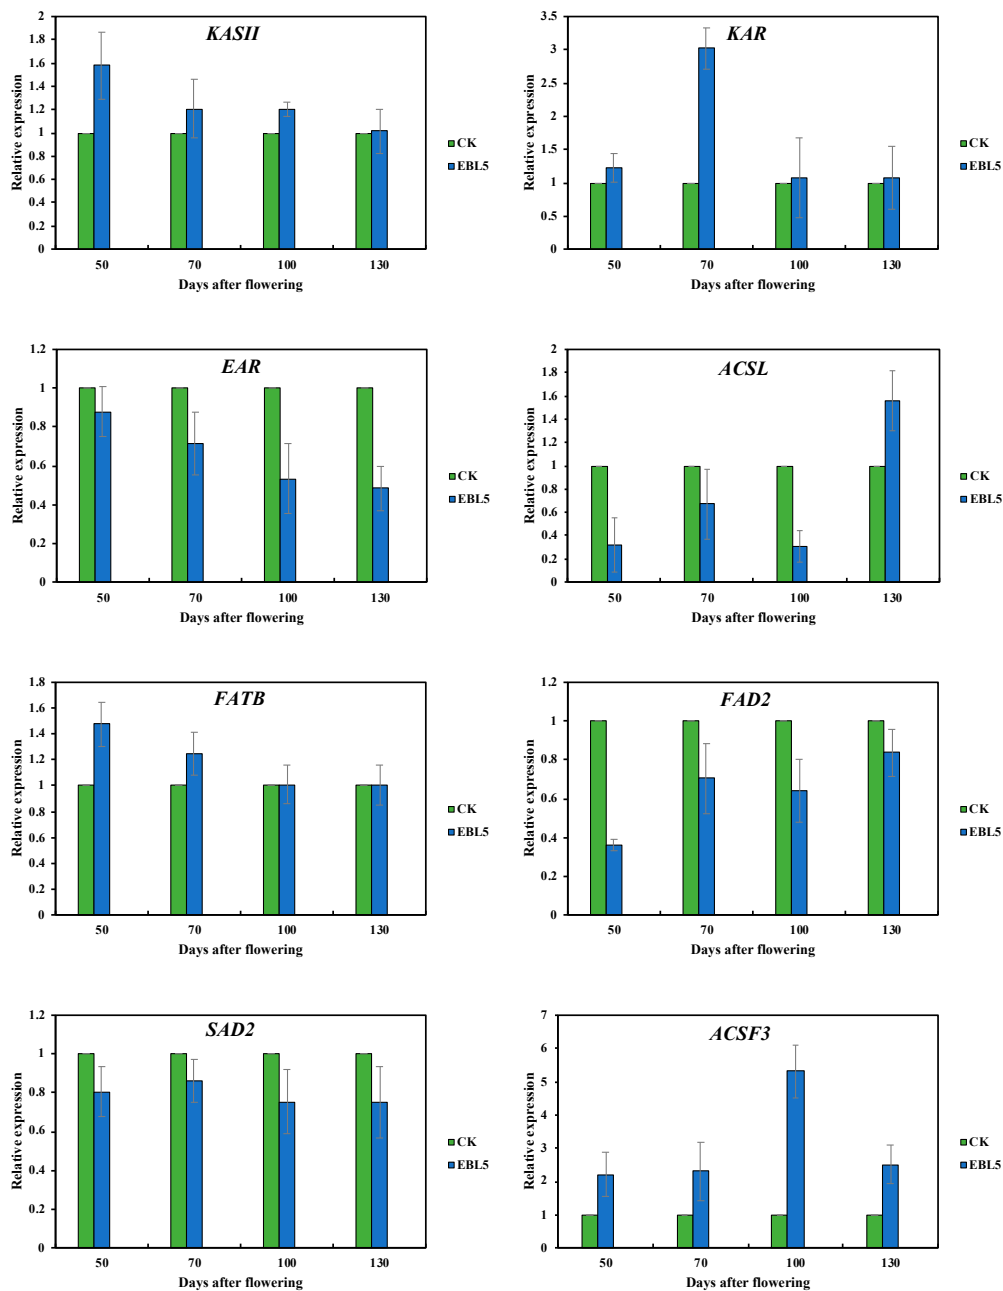 KASII
Relative expression
2
1.8
1.6
1.4
1.2
1
0.8
0.6
0.4
0.2
0
50 70 100 130
Days after flowering
CK
EBL5
KAR
Relative expression
3.5
3
2.5
2
1.5
1
0.5
0
50 70 100 130
Days after flowering
CK
EBL5
EAR
Relative expression
1.2
1
0.8
0.6
0.4
0.2
0
50 70 100 130
Days after flowering
CK
EBL5
ACSL
Relative expression
2
1.8
1.6
1.4
1.2
1
0.8
0.6
0.4
0.2
0
50 70 100 130
Days after flowering
CK
EBL5
FATB
Relative expression
1.8
1.6
1.4
1.2
1
0.8
0.6
0.4
0.2
0
50 70 100 130
Days after flowering
CK
EBL5
FAD2
Relative expression
1.2
1
0.8
0.6
0.4
0.2
0
50 70 100 130
Days after flowering
CK
EBL5
SAD2
Relative expression
1.2
1
0.8
0.6
0.4
0.2
0
50 70 100 130
Days after flowering
CK
EBL5
ACSF3
Relative expression
7
6
5
4
3
2
1
0
50 70 100 130
Days after flowering
CK
EBL5